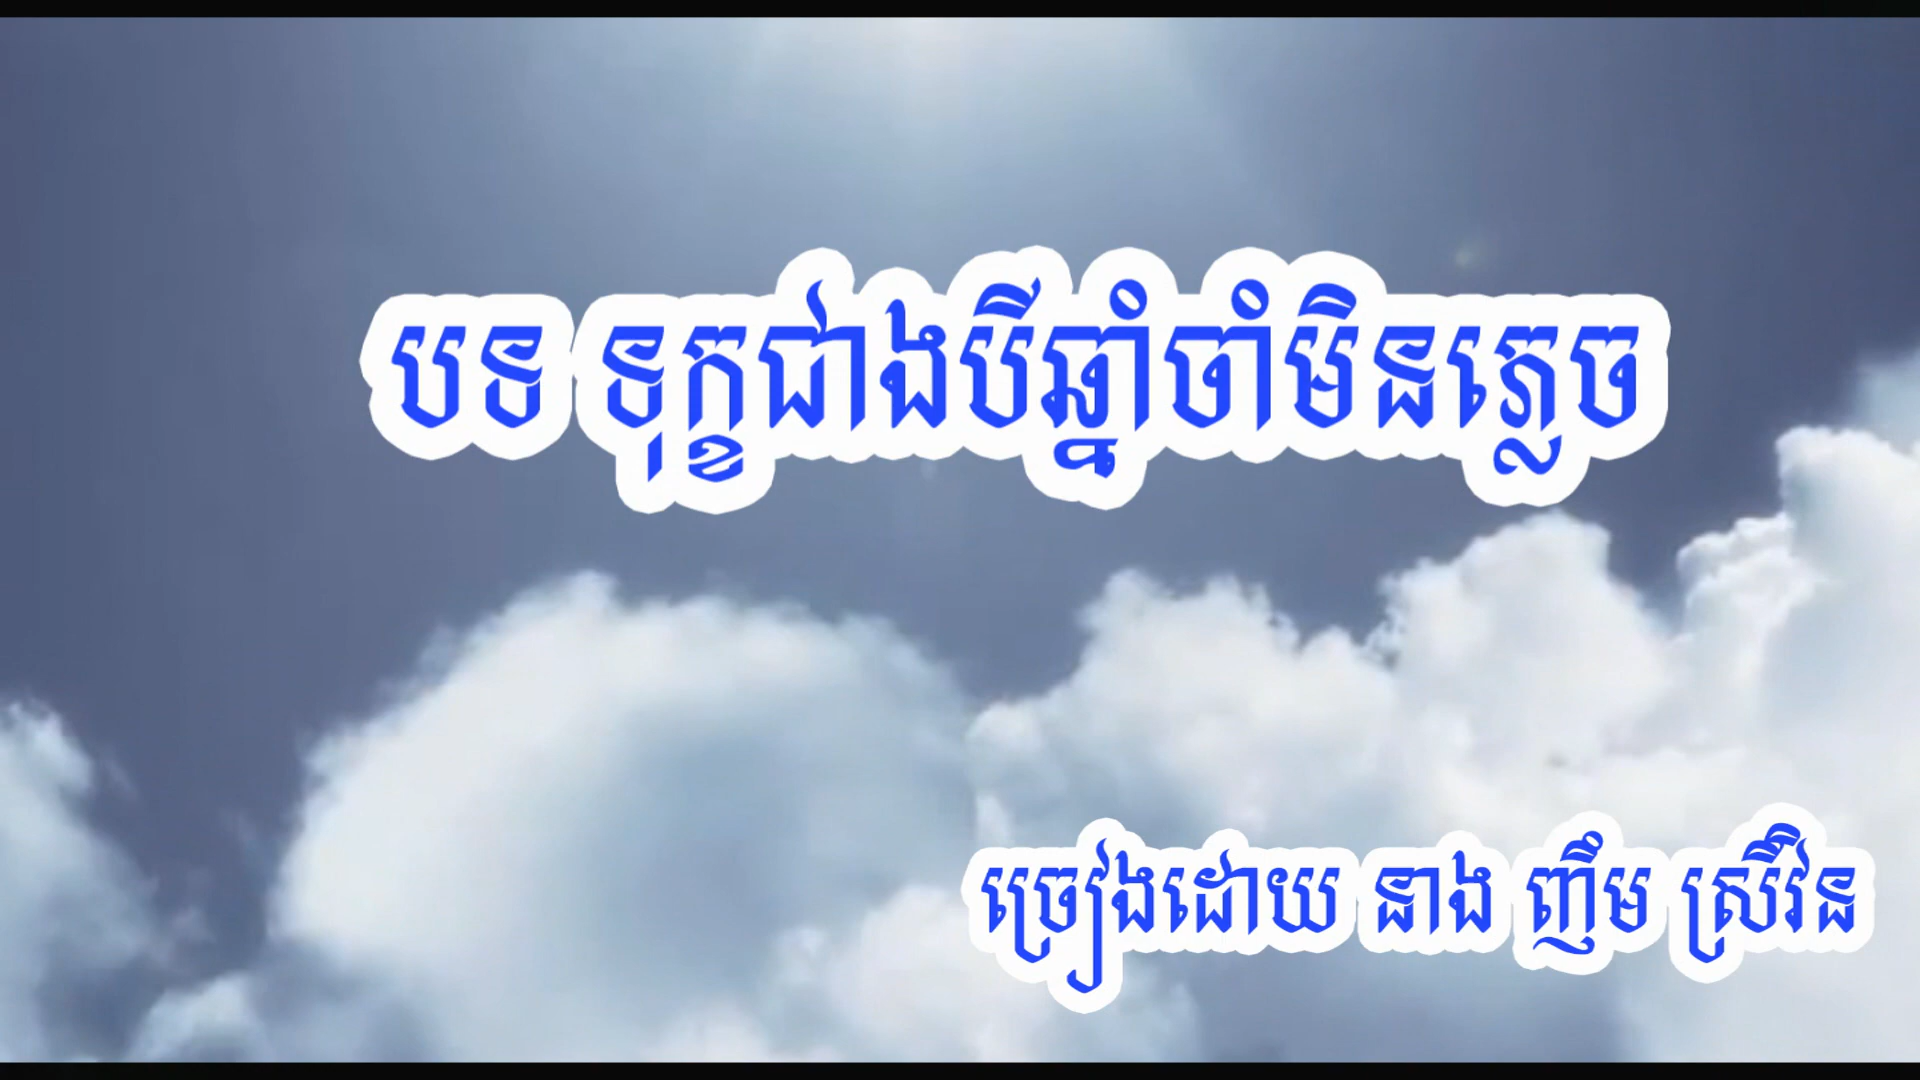 បទ ទុក្ខជាងបីឆ្នាំចាំមិនភ្លេច
ច្រៀងដោយ នាង ញឹម ស្រីវីន